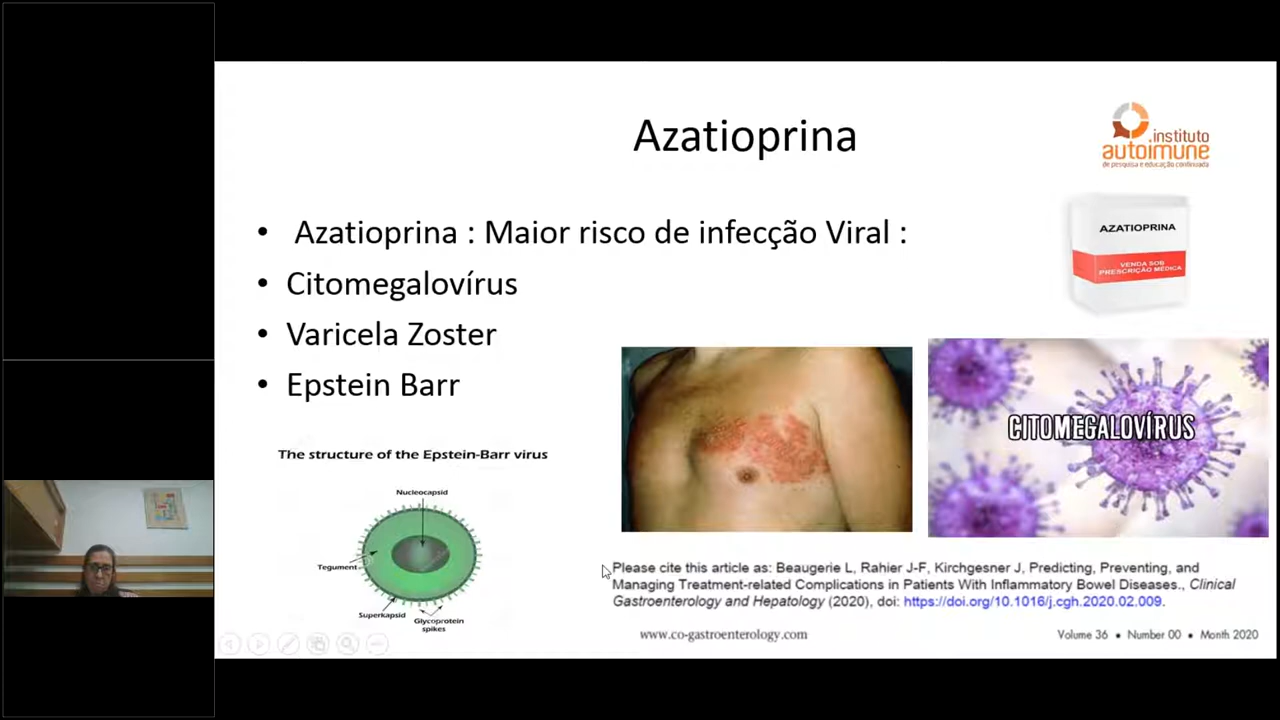 Azatioprina
instituto
autoimune
de pesquisa e educação continuada
AZATIOPRINA
VENDA SOB
PRESCRIÇÃO MÉDICA
• Azatioprina : Maior risco de infecção Viral :
• Citomegalovírus
• Varicela Zoster
• Epstein Barr
The structure of the Epstein-Barr virus
Nucleocapsid
Tegument
Superkapsid
Glycoprotein
spikes
CITOMEGALOVÍRUS
Please cite this article as: Beaugerie L, Rahier J-F, Kirchgesner J, Predicting, Preventing, and
Managing Treatment-related Complications in Patients With Inflammatory Bowel Diseases., Clinical
Gastroenterology and Hepatology (2020), doi: https://doi.org/10.1016/j.cgh.2020.02.009.
www.co-gastroenterology.com
Volume 36 • Number 00 • Month 2020